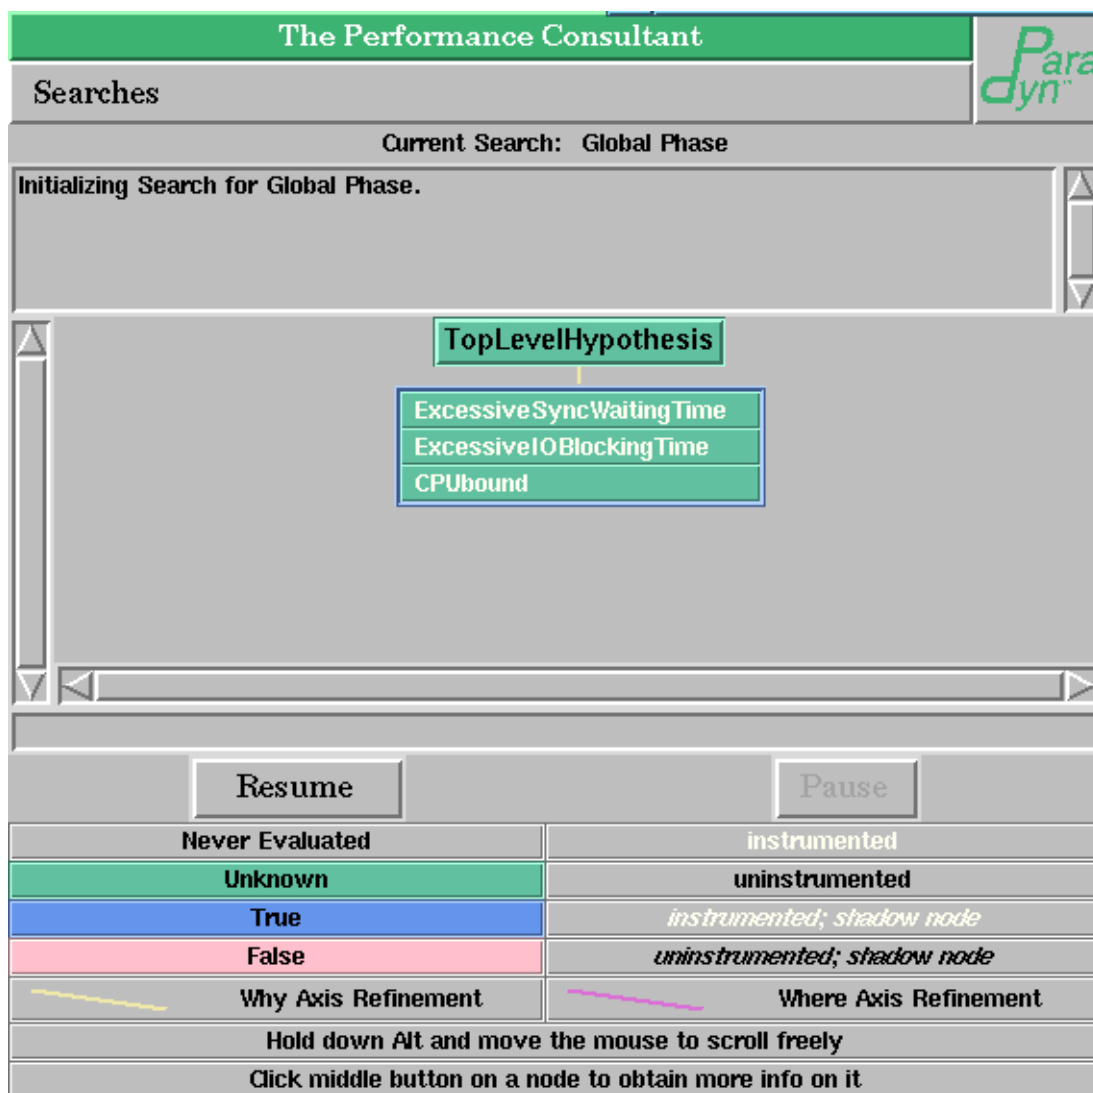 The Performance Consultant
Para
dyn™
Searches
Current Search: Global Phase
Initializing Search for Global Phase.
TopLevelHypothesis
ExcessiveSyncWaitingTime
ExcessiveIOBlockingTime
CPUbound
Resume
Pause
Never Evaluated
instrumented
Unknown
uninstrumented
True
instrumented; shadow node
False
uninstrumented; shadow node
Why Axis Refinement
Where Axis Refinement
Hold down Alt and move the mouse to scroll freely
Click middle button on a node to obtain more info on it